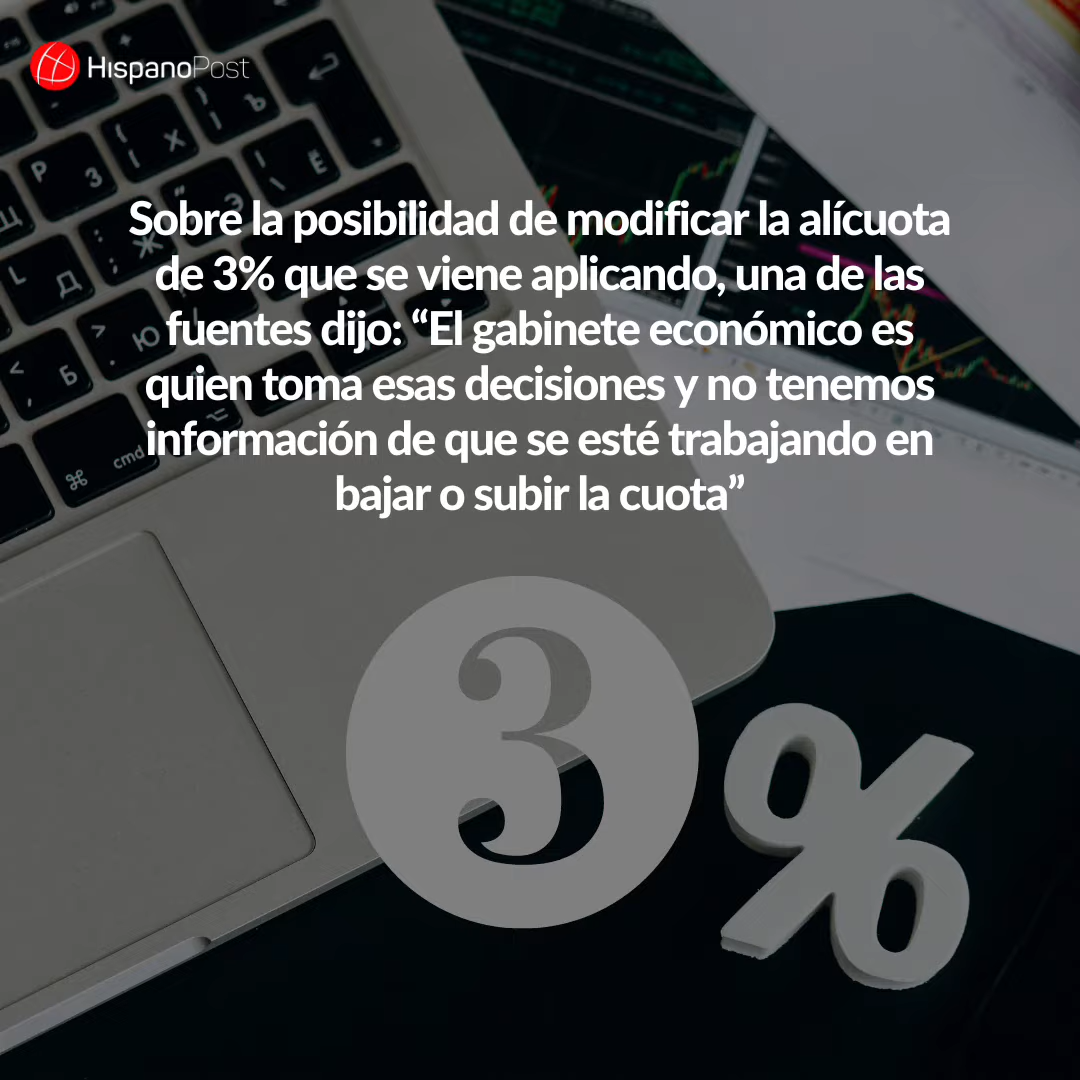 HispanoPost
Sobre la posibilidad de modificar la alícuota
de 3% que se viene aplicando, una de las
fuentes dijo: “El gabinete económico es
quien toma esas decisiones y no tenemos
información de que se esté trabajando en
bajar o subir la cuota”
3
%
Р З
Х Ъ
Щ Ж Э Ё
Д
Ю
Б
cmd
⌘